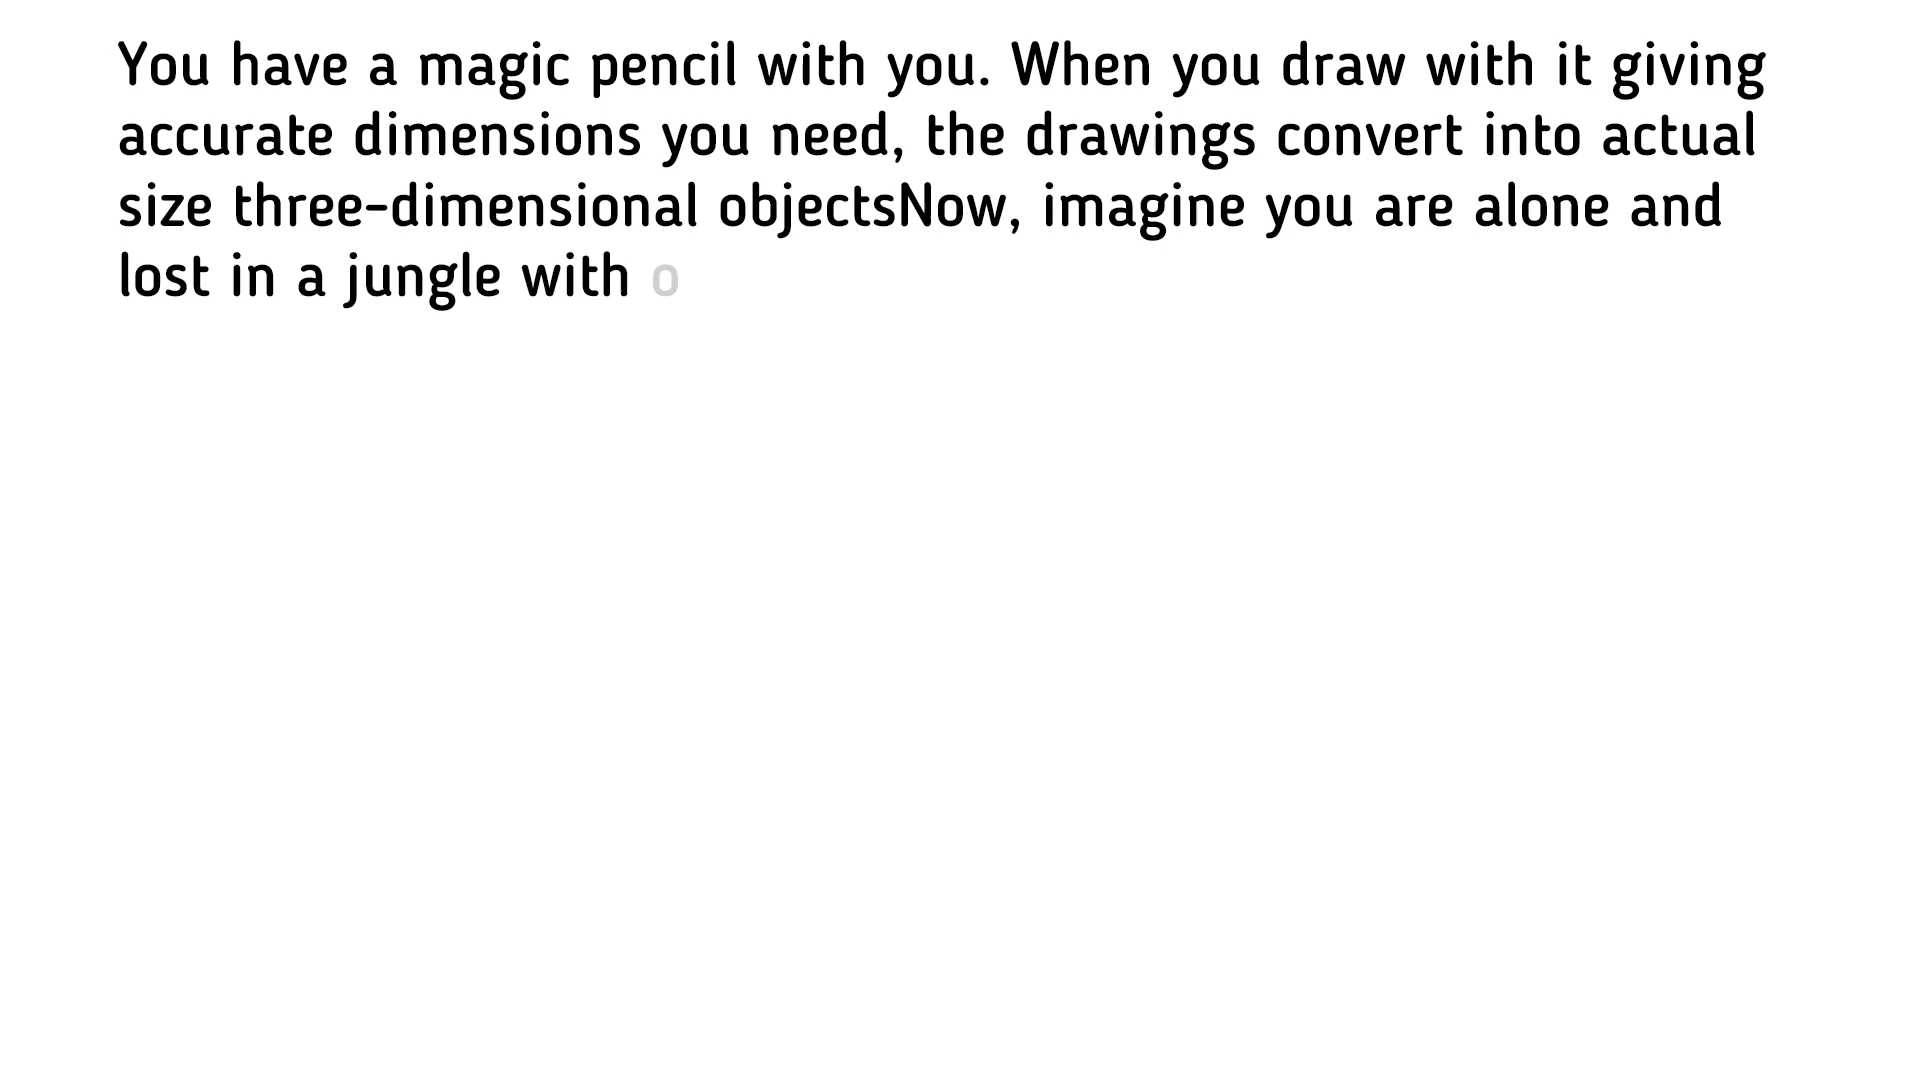 You have a magic pencil with you. When you draw with it giving
accurate dimensions you need, the drawings convert into actual
size three-dimensional objectsNow, imagine you are alone and
lost in a jungle with o